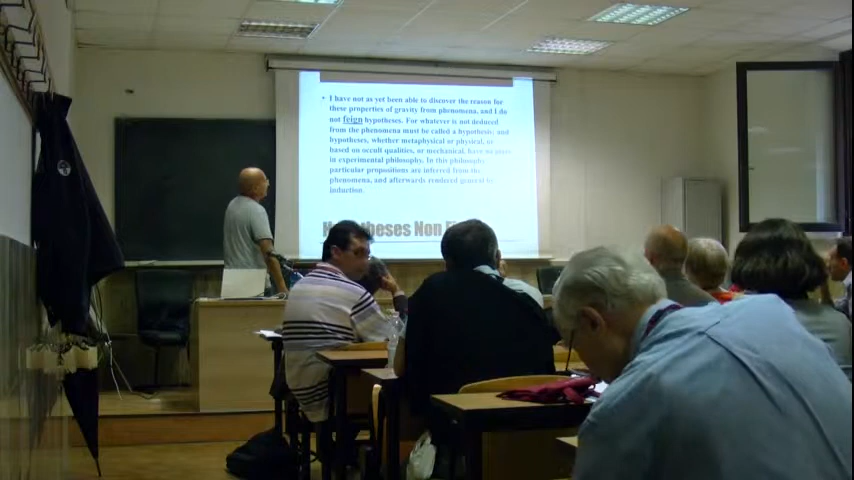 • I have not as yet been able to discover the reason for
these properties of gravity from phenomena, and I do
not feign hypotheses. For whatever is not deduced
from the phenomena must be called a hypothesis; and
hypotheses, whether metaphysical or physical, or
based on occult qualities, or mechanical, have no place
in experimental philosophy. In this philosophy
particular propositions are inferred from the
phenomena, and afterwards rendered general by
induction.
Hypotheses Non